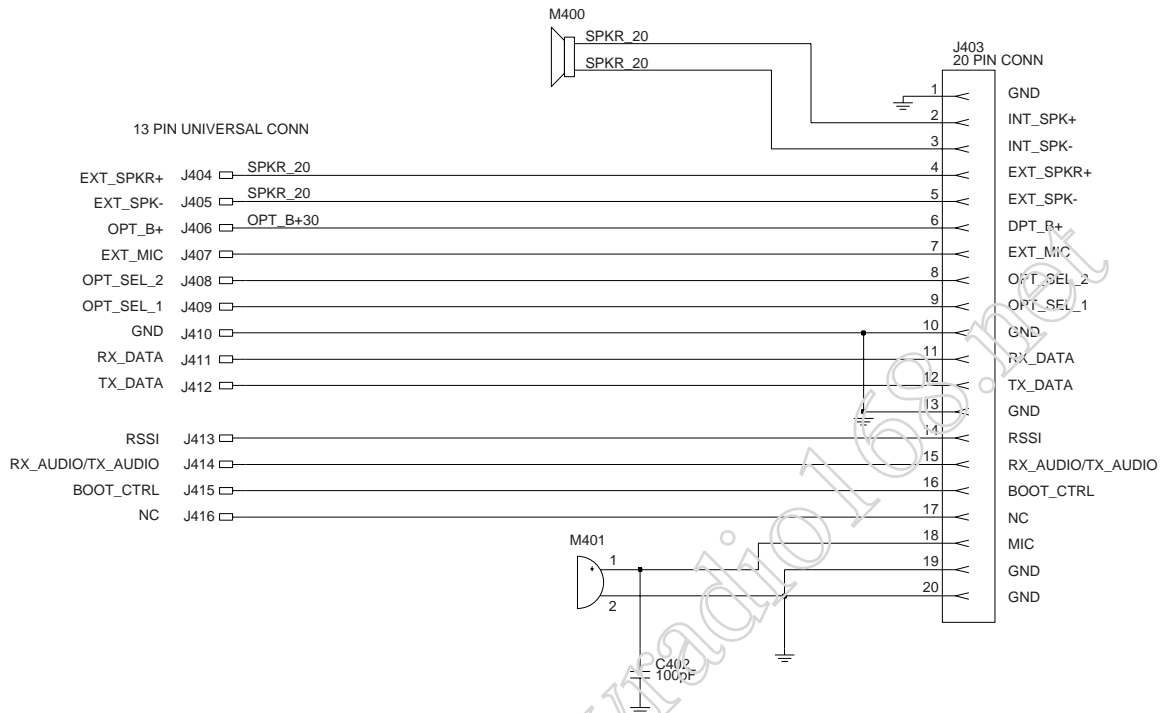 M400
SPKR_20
SPKR_20
J403
20 PIN CONN
1 GND
2 INT_SPK+
3 INT_SPK-
13 PIN UNIVERSAL CONN
EXT_SPKR+ J404 SPKR_20 4 EXT_SPKR+
EXT_SPK- J405 SPKR_20 5 EXT_SPK-
OPT_B+ J406 OPT_B+30 6 DPT_B+
EXT_MIC J407 7 EXT_MIC
OPT_SEL_2 J408 8 OPT_SEL_2
OPT_SEL_1 J409 9 OPT_SEL_1
GND J410 10 GND
RX_DATA J411 11 RX_DATA
TX_DATA J412 12 TX_DATA
13 GND
RSSI J413 14 RSSI
RX_AUDIO/TX_AUDIO J414 15 RX_AUDIO/TX_AUDIO
BOOT_CTRL J415 16 BOOT_CTRL
NC J416 17 NC
18 MIC
M401
1
19 GND
+
20 GND
2
C402
100pF